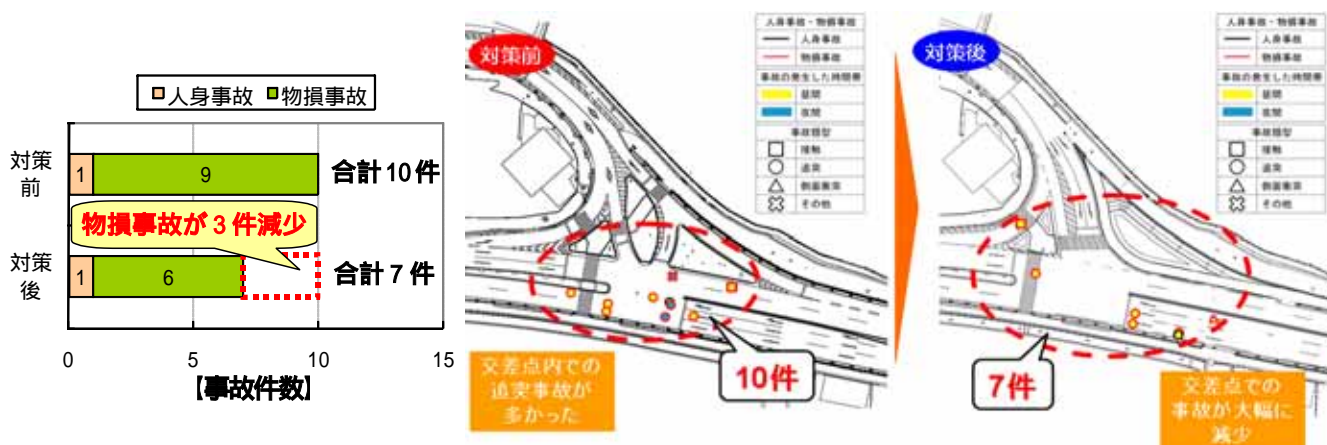 人身事故 物損事故
対策
前
1
9
合計10件
物損事故が3件減少
対策
後
1
6
合計7件
0
5
10
15
【事故件数】
対策前
人身事故・物損事故
人身事故
物損事故
事故の発生した時間帯
昼間
夜間
事故類型
接触
追突
側面衝突
その他
10件
交差点内での
追突事故が
多かった
対策後
人身事故・物損事故
人身事故
物損事故
事故の発生した時間帯
昼間
夜間
事故類型
接触
追突
側面衝突
その他
7件
交差点での
事故が大幅に
減少